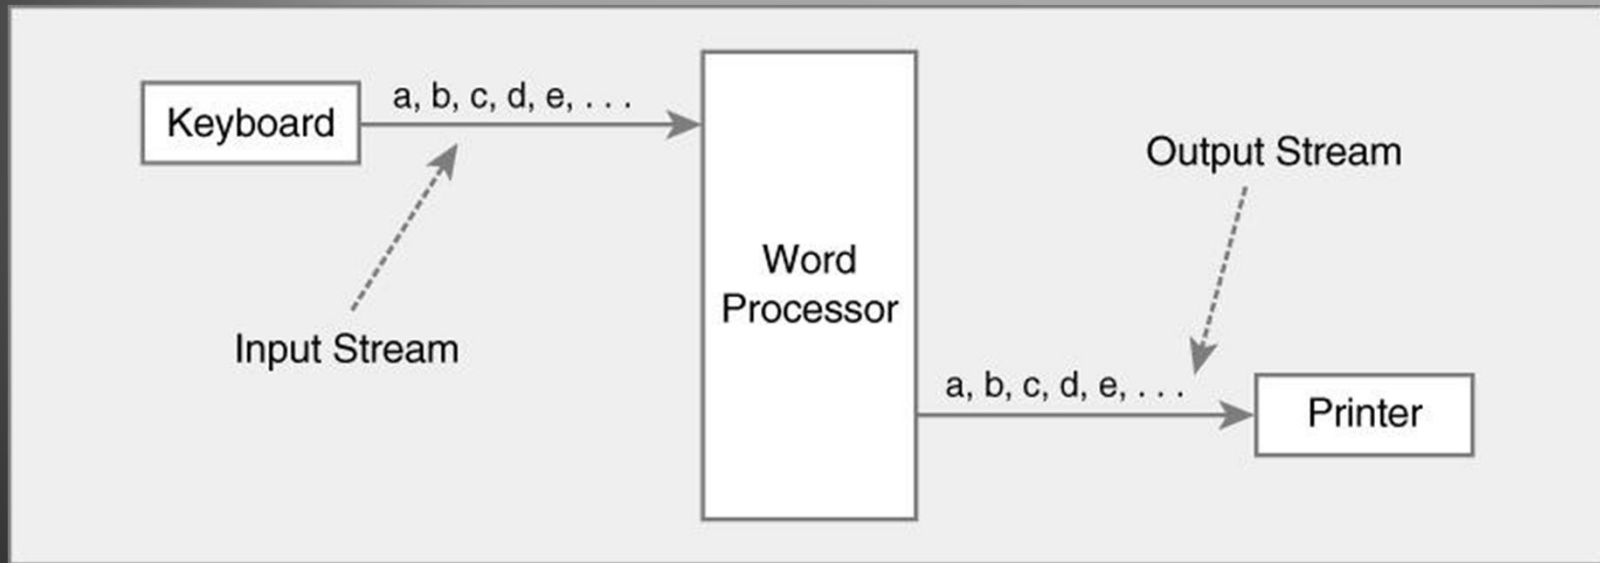 Keyboard
a, b, c, d, e, . . .
Input Stream
Word
Processor
Output Stream
a, b, c, d, e, . . .
Printer